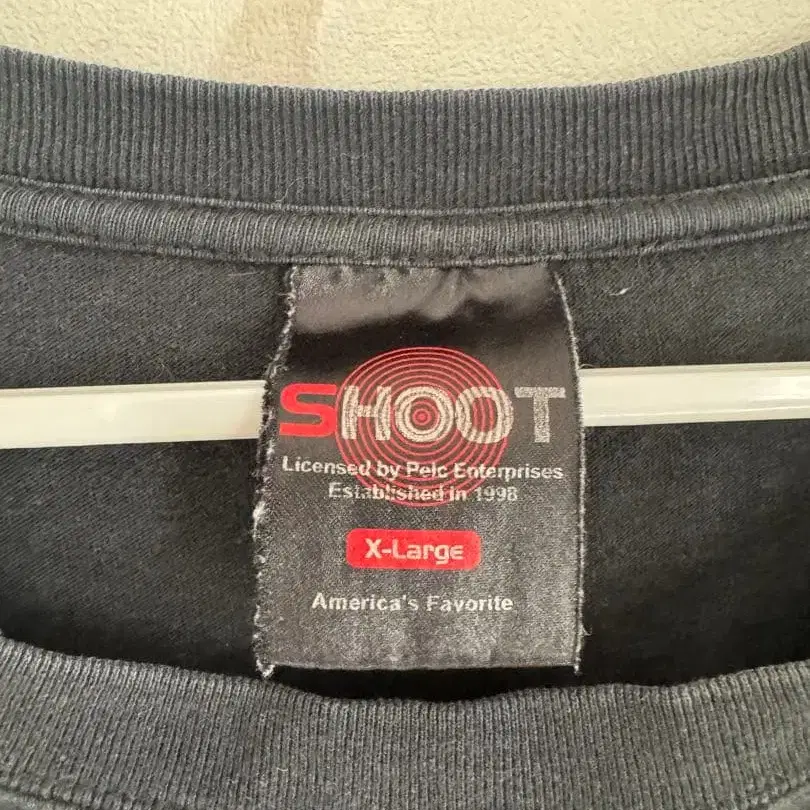 SHOOT
Licensed by Pelc Enterprises
Established in 1998
X-Large
America's Favorite